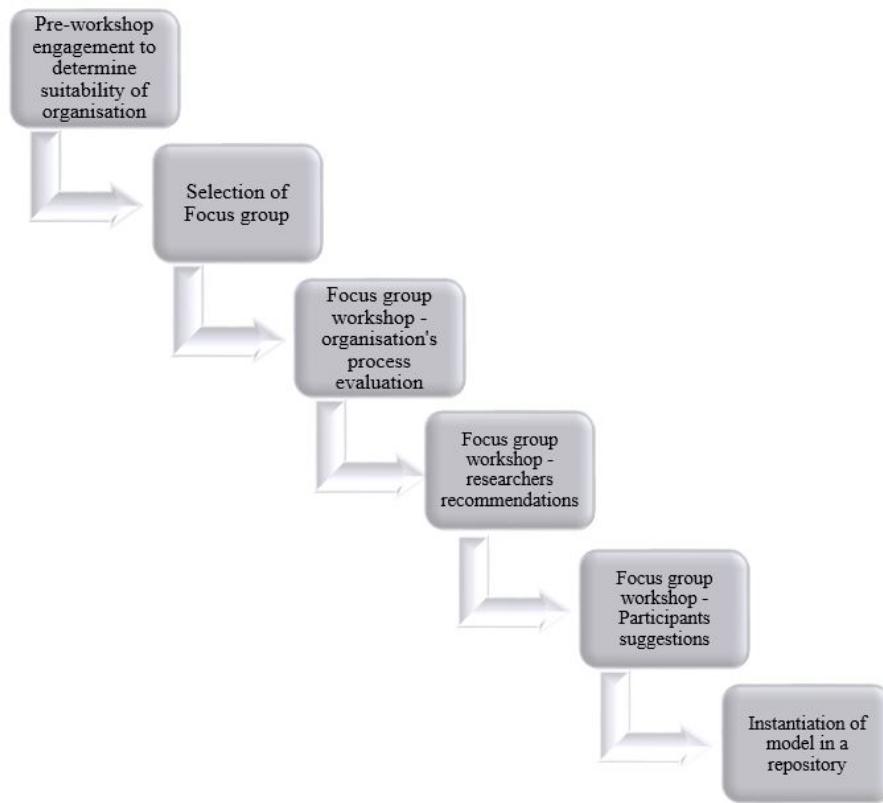 Pre-workshop
engagement to
determine
suitability of
organisation
Selection of
Focus group
Focus group
workshop -
organisation's
process
evaluation
Focus group
workshop -
researchers
recommendations
Focus group
workshop -
Participants
suggestions
Instantiation of
model in a
repository